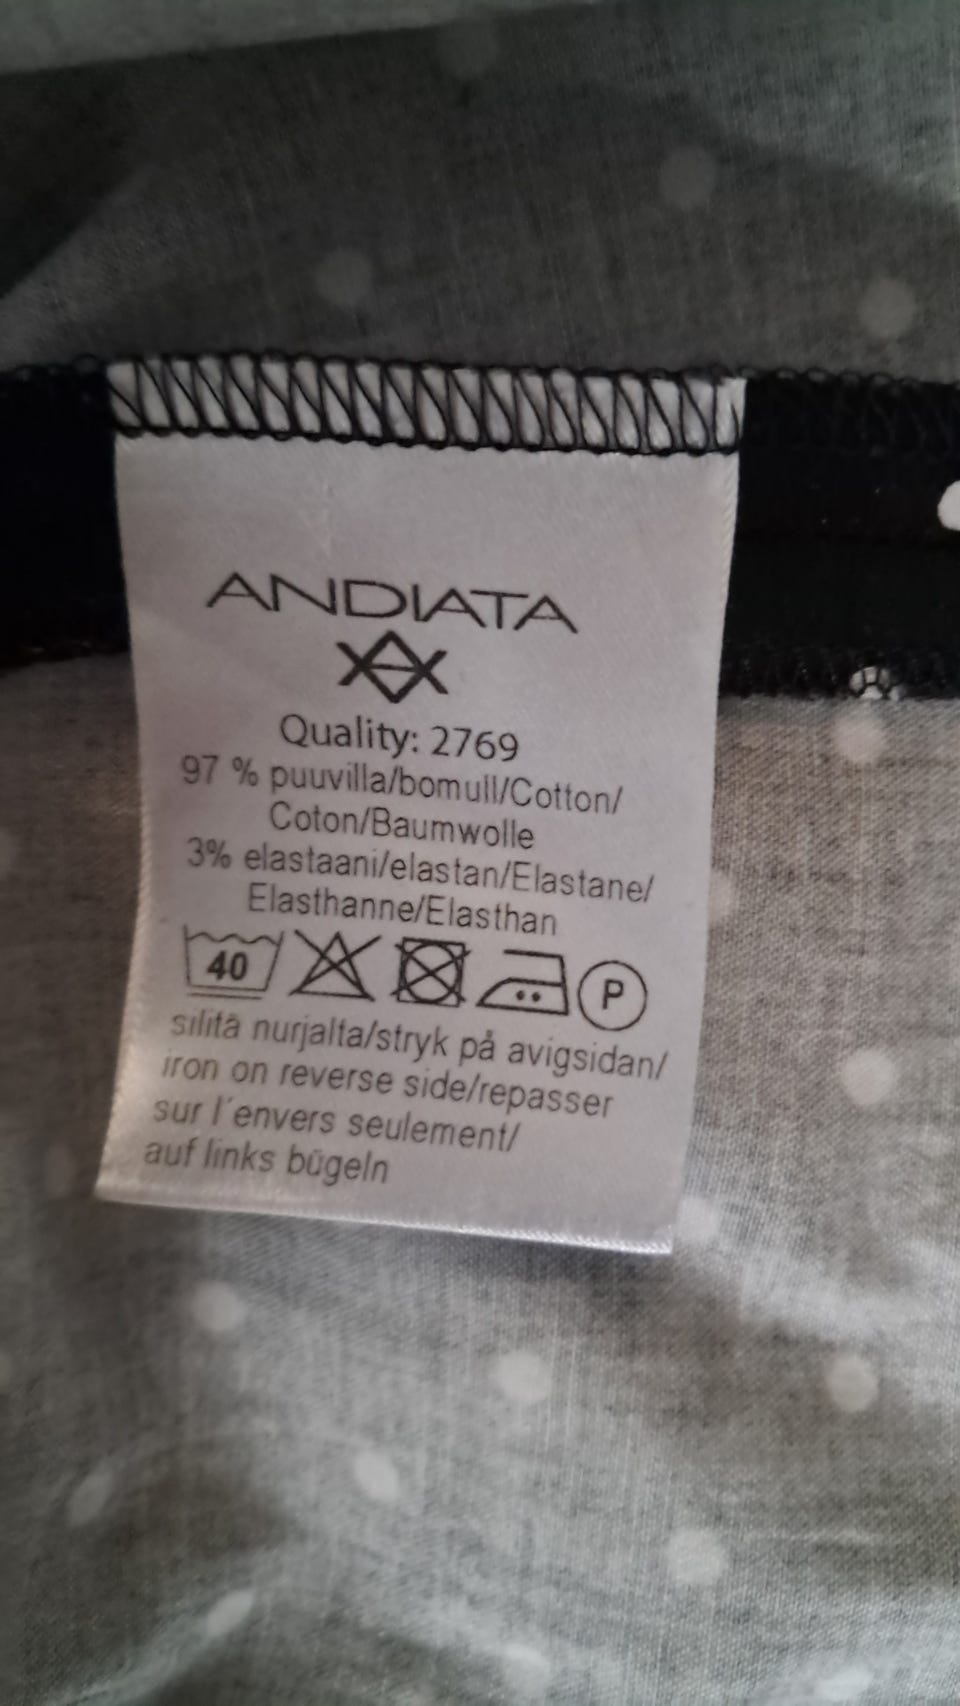 ANDIATA
Quality: 2769
97 % puuvilla/bomull/Cotton/
Coton/Baumwolle
3% elastaani/elastan/Elastane/
Elasthanne/Elasthan
40 P
silitä nurjalta/stryk på avigsidan/
iron on reverse side/repasser
sur l´envers seulement/
auf links bügeln